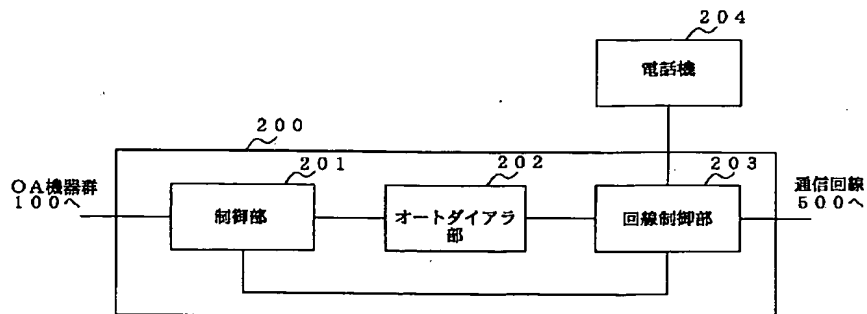 204
電話機
200
201
202
203
OA機器群
100へ
制御部
オートダイアラ
部
回線制御部
通信回線
500へ